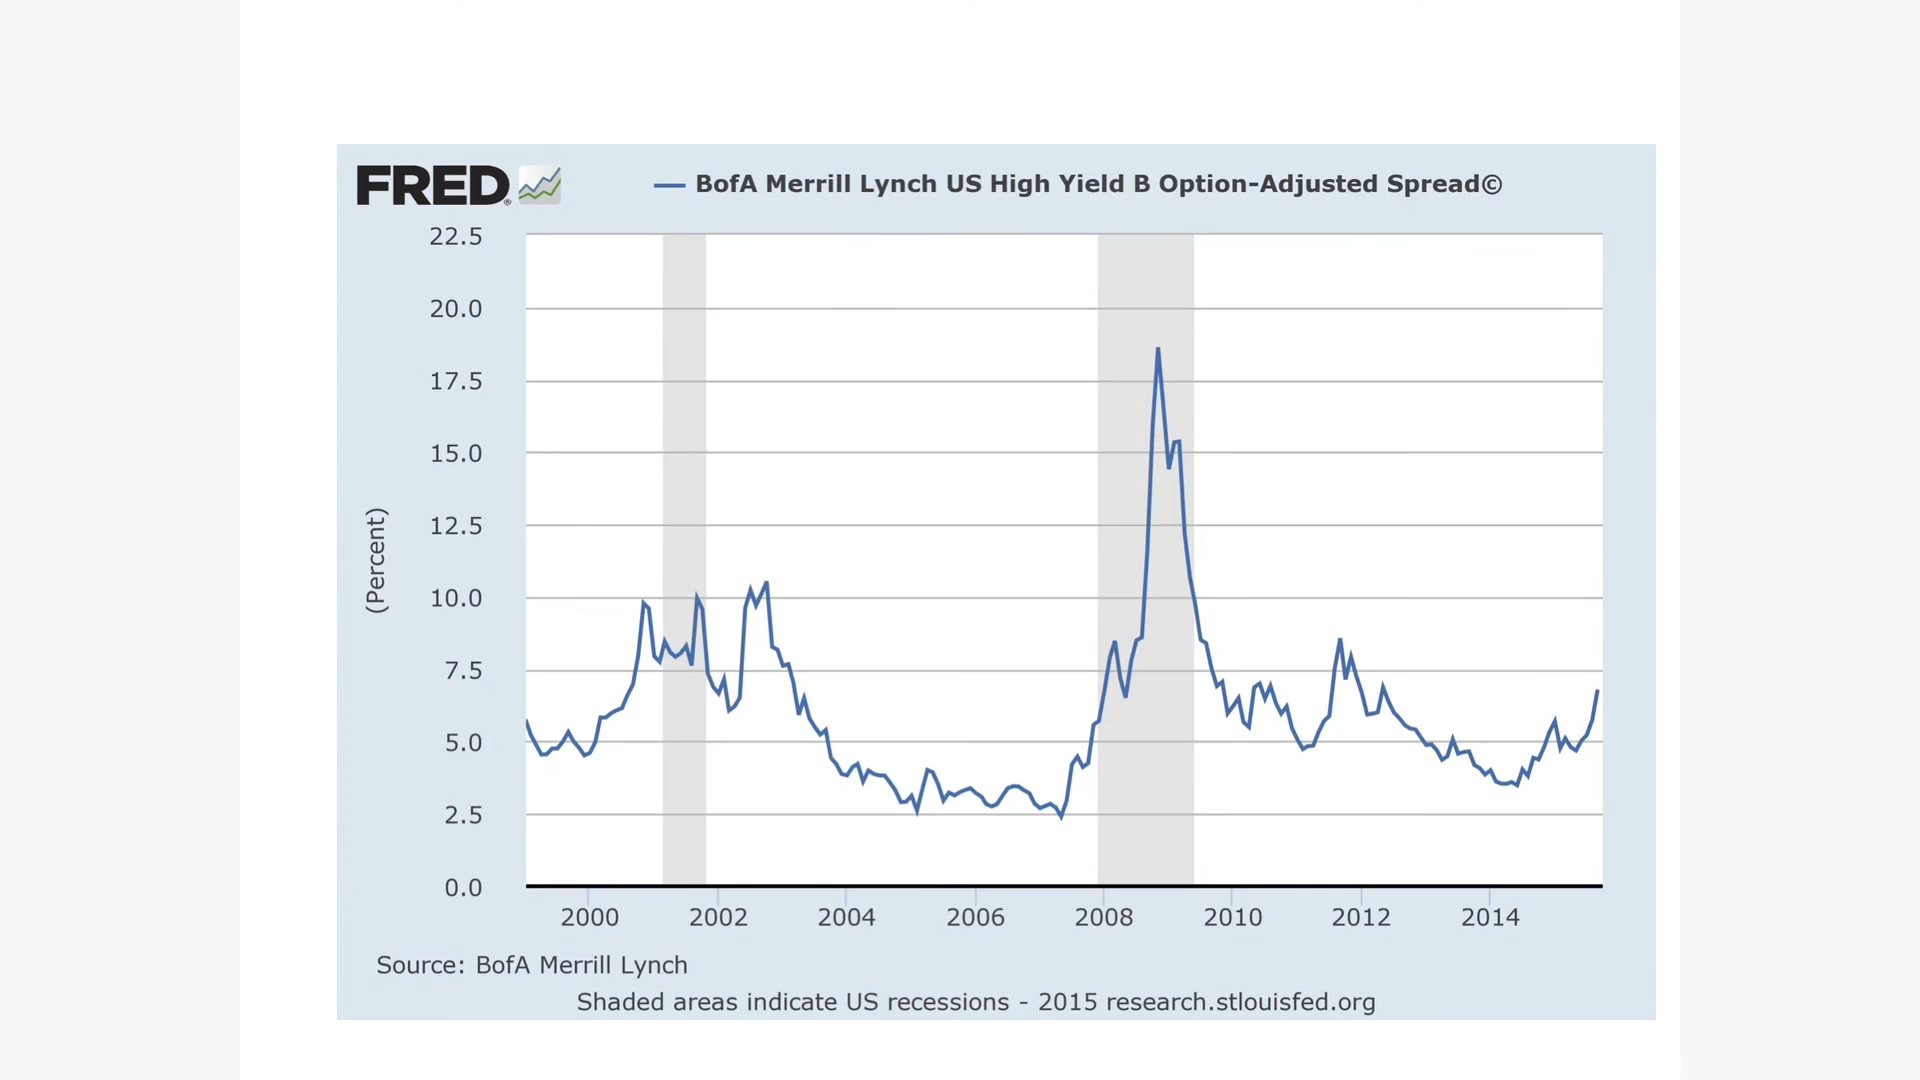 FRED®
BofA Merrill Lynch US High Yield B Option-Adjusted Spread©
22.5
20.0
17.5
15.0
12.5
10.0
7.5
5.0
2.5
0.0
(Percent)
2000 2002 2004 2006 2008 2010 2012 2014
Source: BofA Merrill Lynch
Shaded areas indicate US recessions - 2015 research.stlouisfed.org